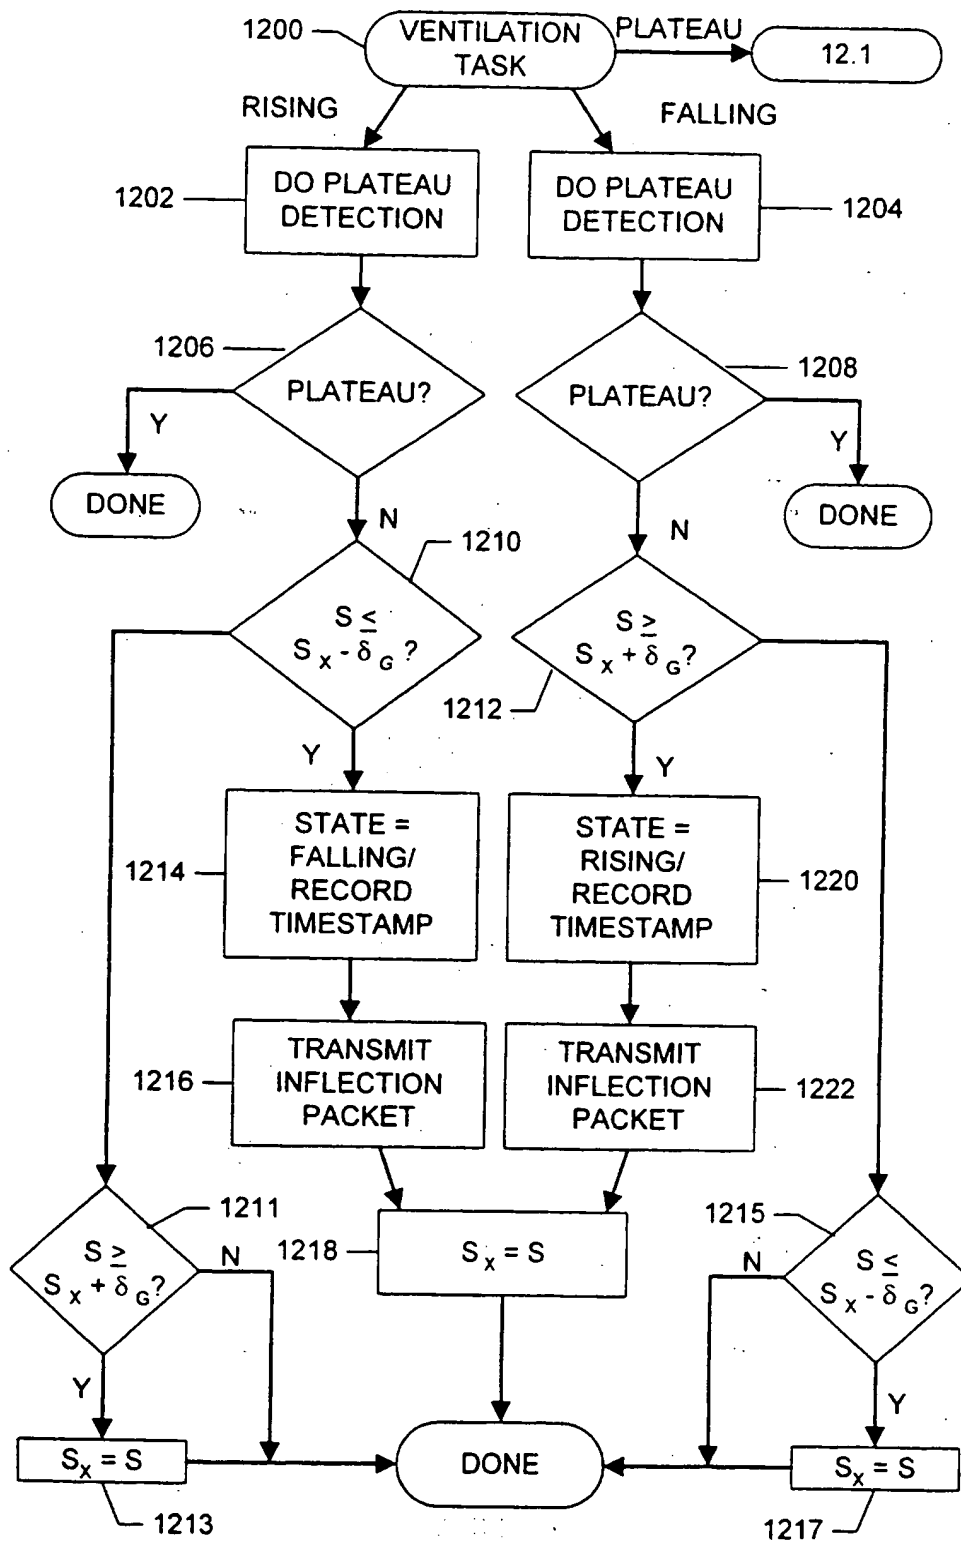 1200
VENTILATION
TASK
PLATEAU
12.1
RISING
FALLING
1202
DO PLATEAU
DETECTION
DO PLATEAU
DETECTION
1204
1206
PLATEAU?
PLATEAU?
1208
Y
Y
DONE
DONE
N
N
1210
S ≤
S X - δ G ?
S ≥
S X + δ G ?
1212
Y
Y
1214
STATE =
FALLING/
RECORD
TIMESTAMP
STATE =
RISING/
RECORD
TIMESTAMP
1220
1216
TRANSMIT
INFLECTION
PACKET
TRANSMIT
INFLECTION
PACKET
1222
1211
S ≥
S X + δ G ?
N
1218
S X = S
1215
S ≤
S X - δ G ?
N
Y
Y
S X = S
DONE
S X = S
1213
1217